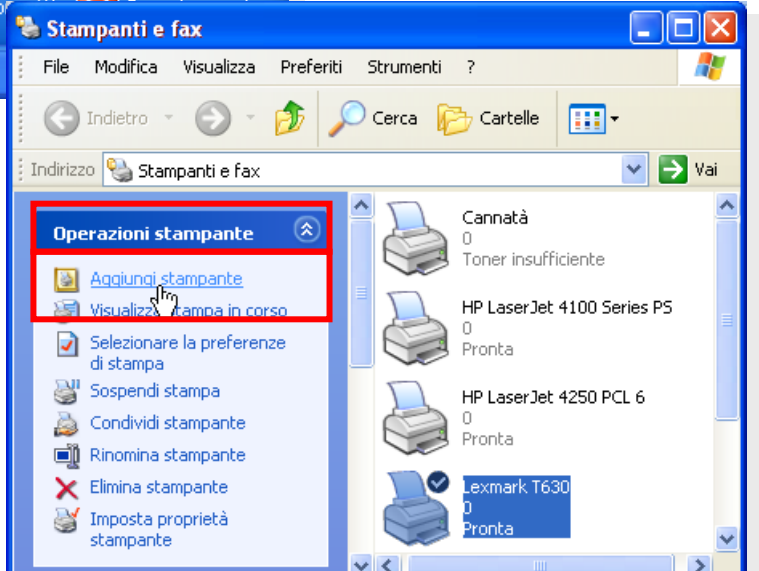 Stampanti e fax
File Modifica Visualizza Preferiti Strumenti ?
Indietro Cerca Cartelle
Indirizzo Stampanti e fax Vai
Operazioni stampante
Aggiungi stampante
Visualizza stampa in corso
Selezionare la preferenze
di stampa
Sospendi stampa
Condividi stampante
Rinomina stampante
Elimina stampante
Imposta proprietà
stampante
Cannatà
0
Toner insufficiente
HP LaserJet 4100 Series PS
0
Pronta
HP LaserJet 4250 PCL 6
0
Pronta
Lexmark T630
0
Pronta